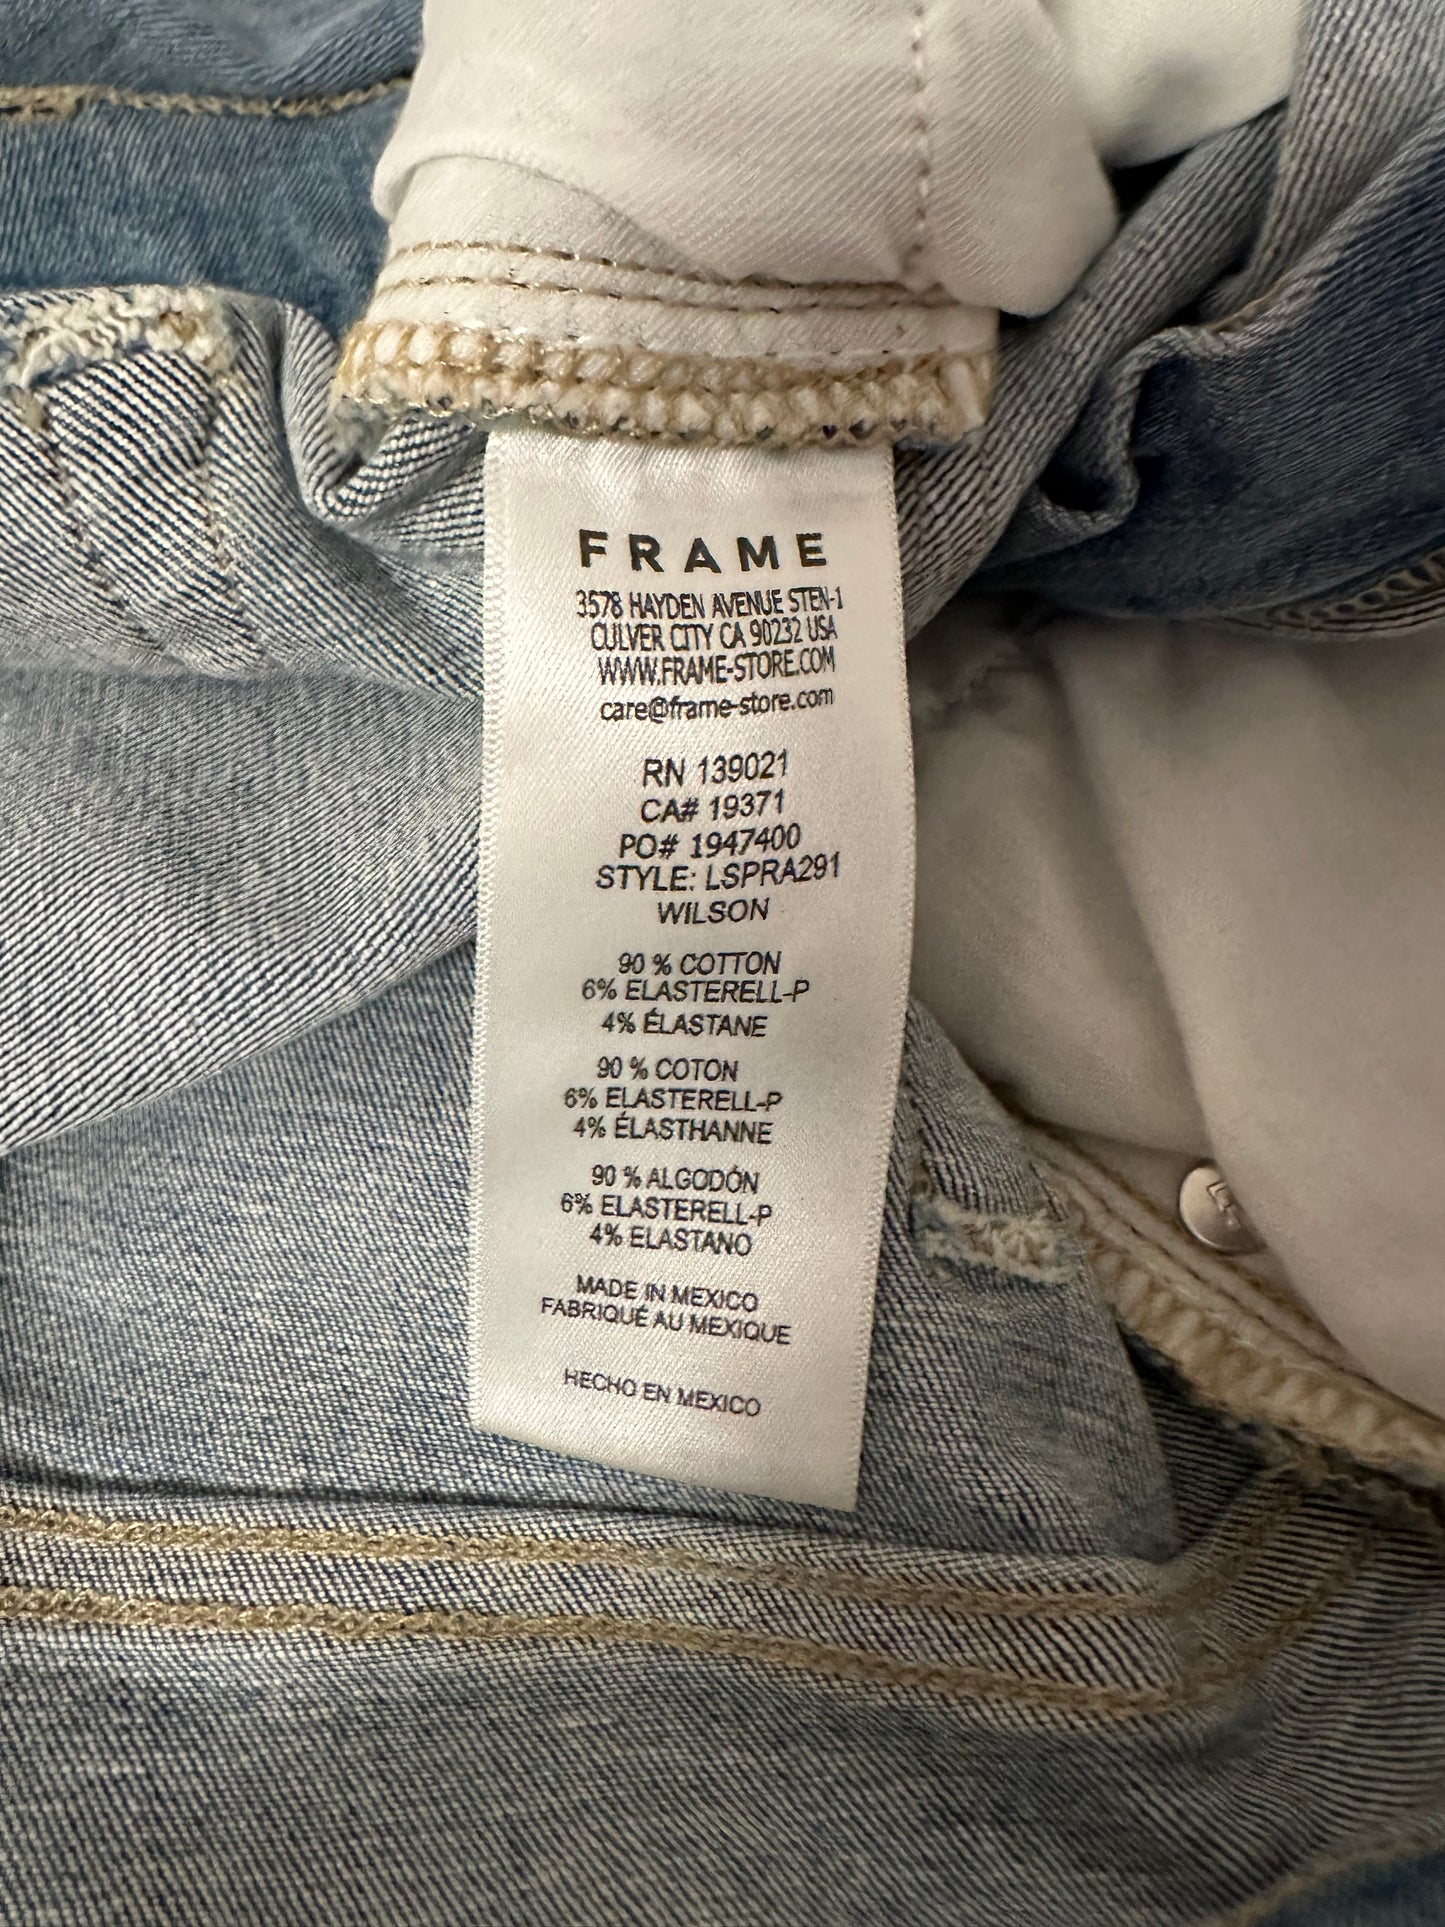 FRAME
3578 HAYDEN AVENUE STEN-1
CULVER CITY CA 90232 USA
WWW.FRAME-STORE.COM
care@frame-store.com
RN 139021
CA# 19371
PO# 1947400
STYLE: LSPRA291
WILSON
90 % COTTON
6% ELASTERELL-P
4% ÉLASTANE
90 % COTON
6% ELASTERELL-P
4% ÉLASTHANNE
90 % ALGODÓN
6% ELASTERELL-P
4% ELASTANO
MADE IN MEXICO
FABRIQUÉ AU MEXIQUE
HECHO EN MEXICO